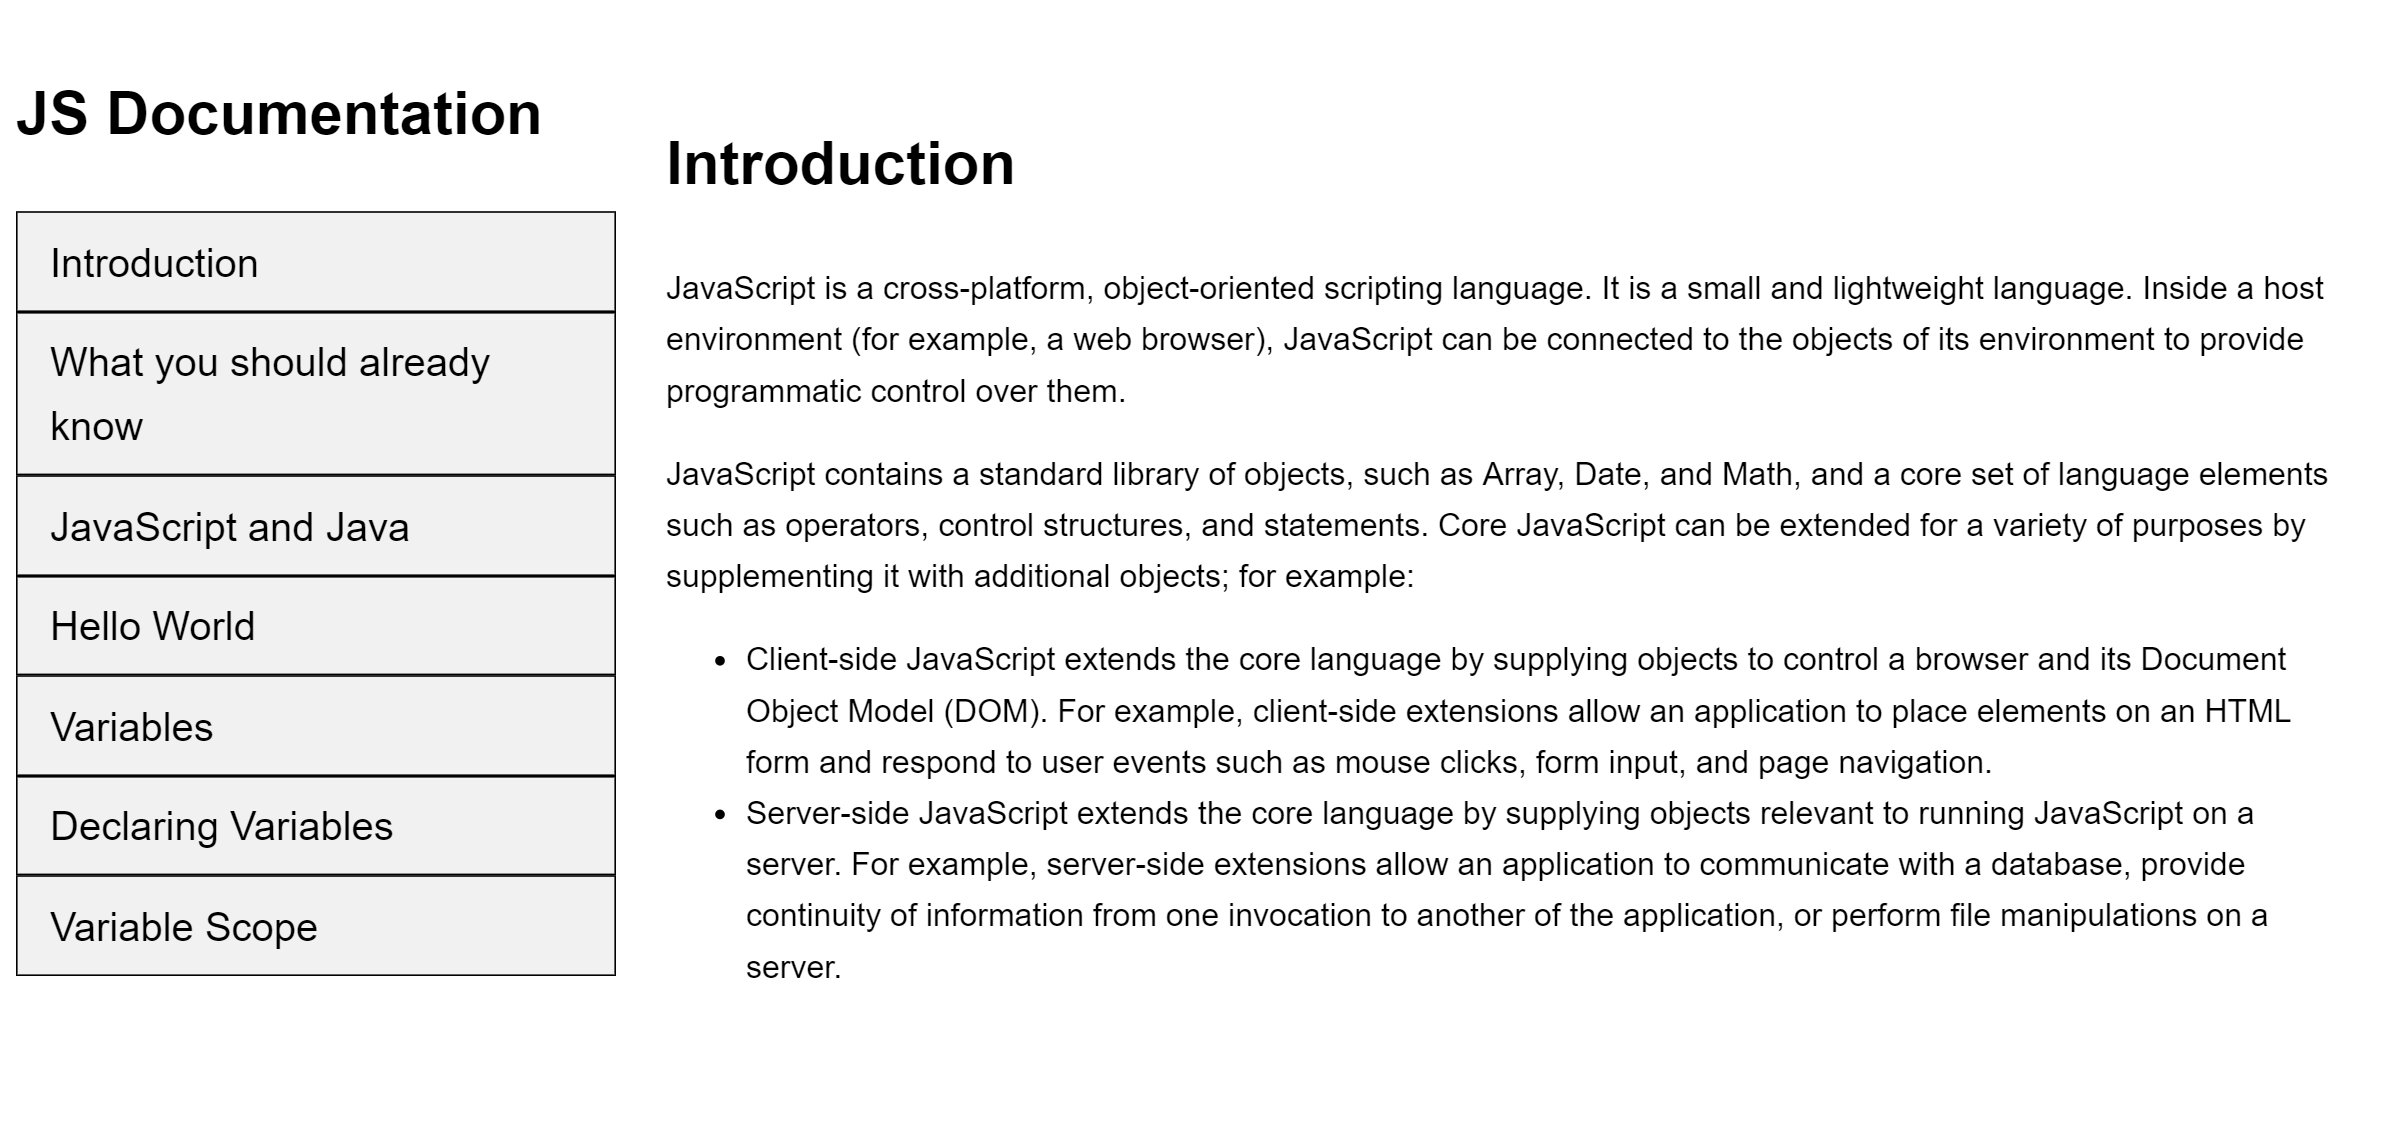 JS Documentation
Introduction
What you should already
know
JavaScript and Java
Hello World
Variables
Declaring Variables
Variable Scope
Introduction
JavaScript is a cross-platform, object-oriented scripting language. It is a small and lightweight language. Inside a host
environment (for example, a web browser), JavaScript can be connected to the objects of its environment to provide
programmatic control over them.
JavaScript contains a standard library of objects, such as Array, Date, and Math, and a core set of language elements
such as operators, control structures, and statements. Core JavaScript can be extended for a variety of purposes by
supplementing it with additional objects; for example:
• Client-side JavaScript extends the core language by supplying objects to control a browser and its Document
Object Model (DOM). For example, client-side extensions allow an application to place elements on an HTML
form and respond to user events such as mouse clicks, form input, and page navigation.
• Server-side JavaScript extends the core language by supplying objects relevant to running JavaScript on a
server. For example, server-side extensions allow an application to communicate with a database, provide
continuity of information from one invocation to another of the application, or perform file manipulations on a
server.